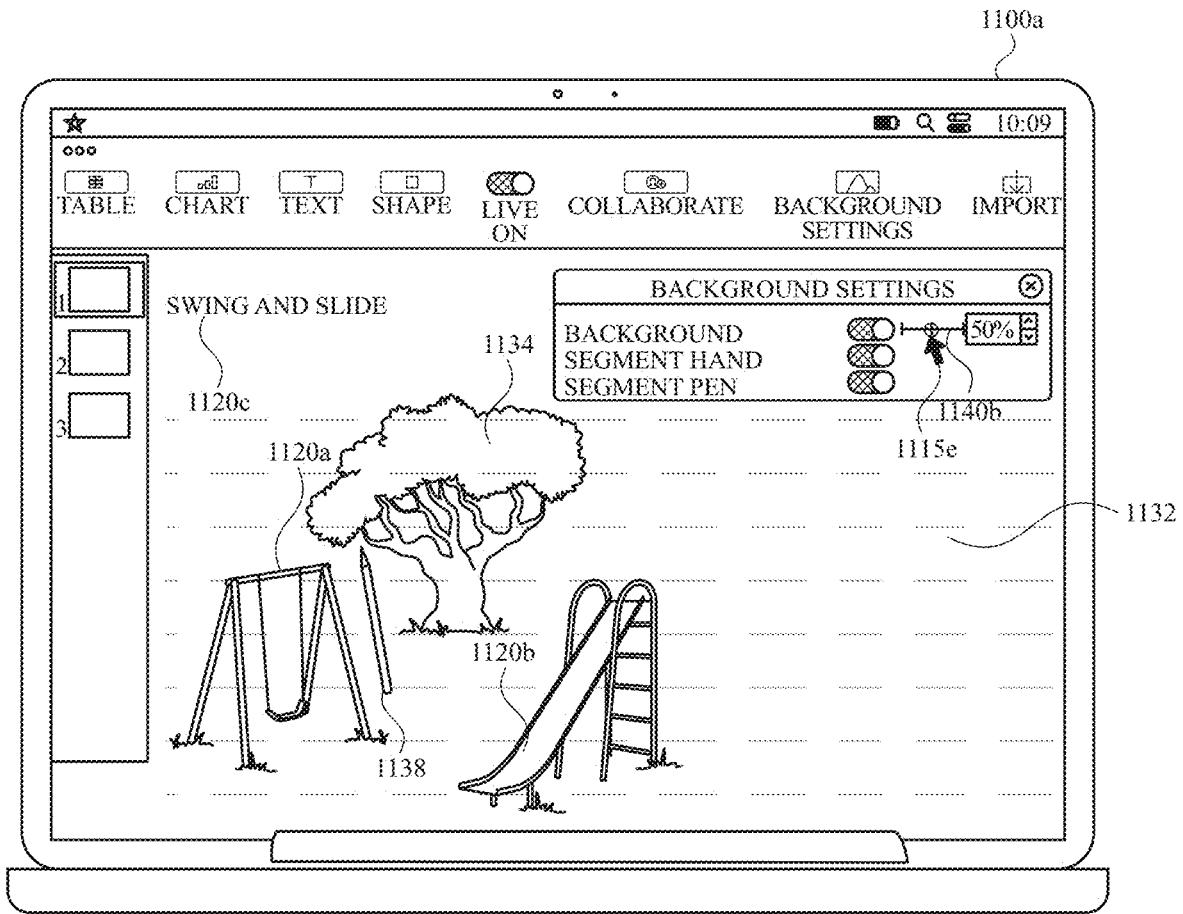 1100a
10:09
TABLE
CHART
TEXT
SHAPE
LIVE
ON
COLLABORATE
BACKGROUND
SETTINGS
IMPORT
1
2
3
SWING AND SLIDE
1120c
BACKGROUND SETTINGS
BACKGROUND
50%
SEGMENT HAND
SEGMENT PEN
1140b
1115e
1134
1120a
1132
1120b
1138